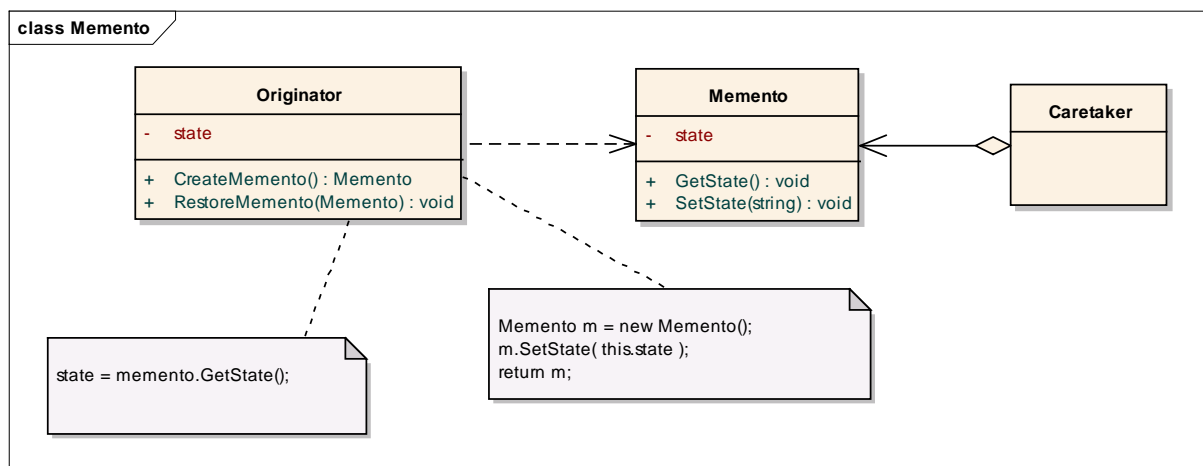 class Memento
Originator
- state
+ CreateMemento() : Memento
+ RestoreMemento(Memento) : void
Memento
- state
+ GetState() : void
+ SetState(string) : void
Caretaker
state = memento.GetState();
Memento m = new Memento();
m.SetState( this.state );
return m;